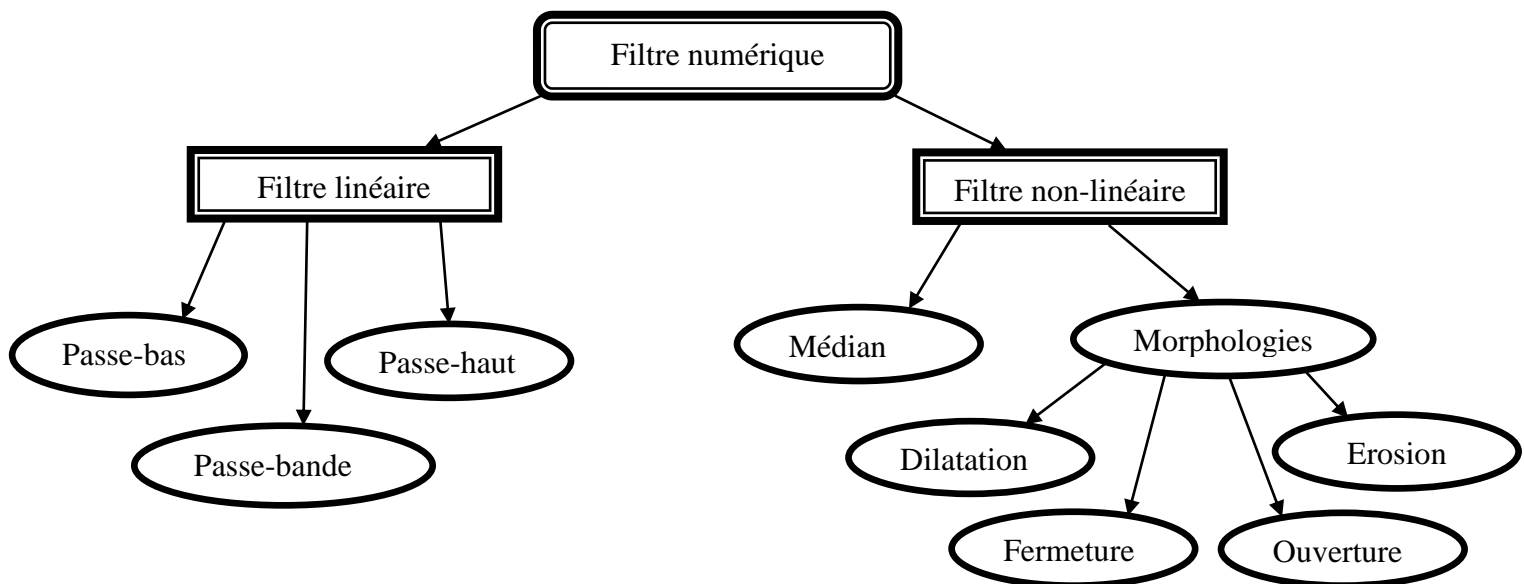 Filtre numérique
Filtre linéaire
Filtre non-linéaire
Passe-bas
Passe-haut
Passe-bande
Médian
Morphologies
Dilatation
Erosion
Fermeture
Ouverture